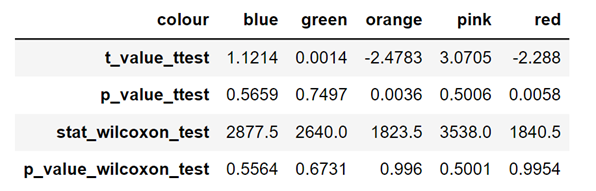 colour blue green orange pink red
t_value_ttest 1.1214 0.0014 -2.4783 3.0705 -2.288
p_value_ttest 0.5659 0.7497 0.0036 0.5006 0.0058
stat_wilcoxon_test 2877.5 2640.0 1823.5 3538.0 1840.5
p_value_wilcoxon_test 0.5564 0.6731 0.996 0.5001 0.9954